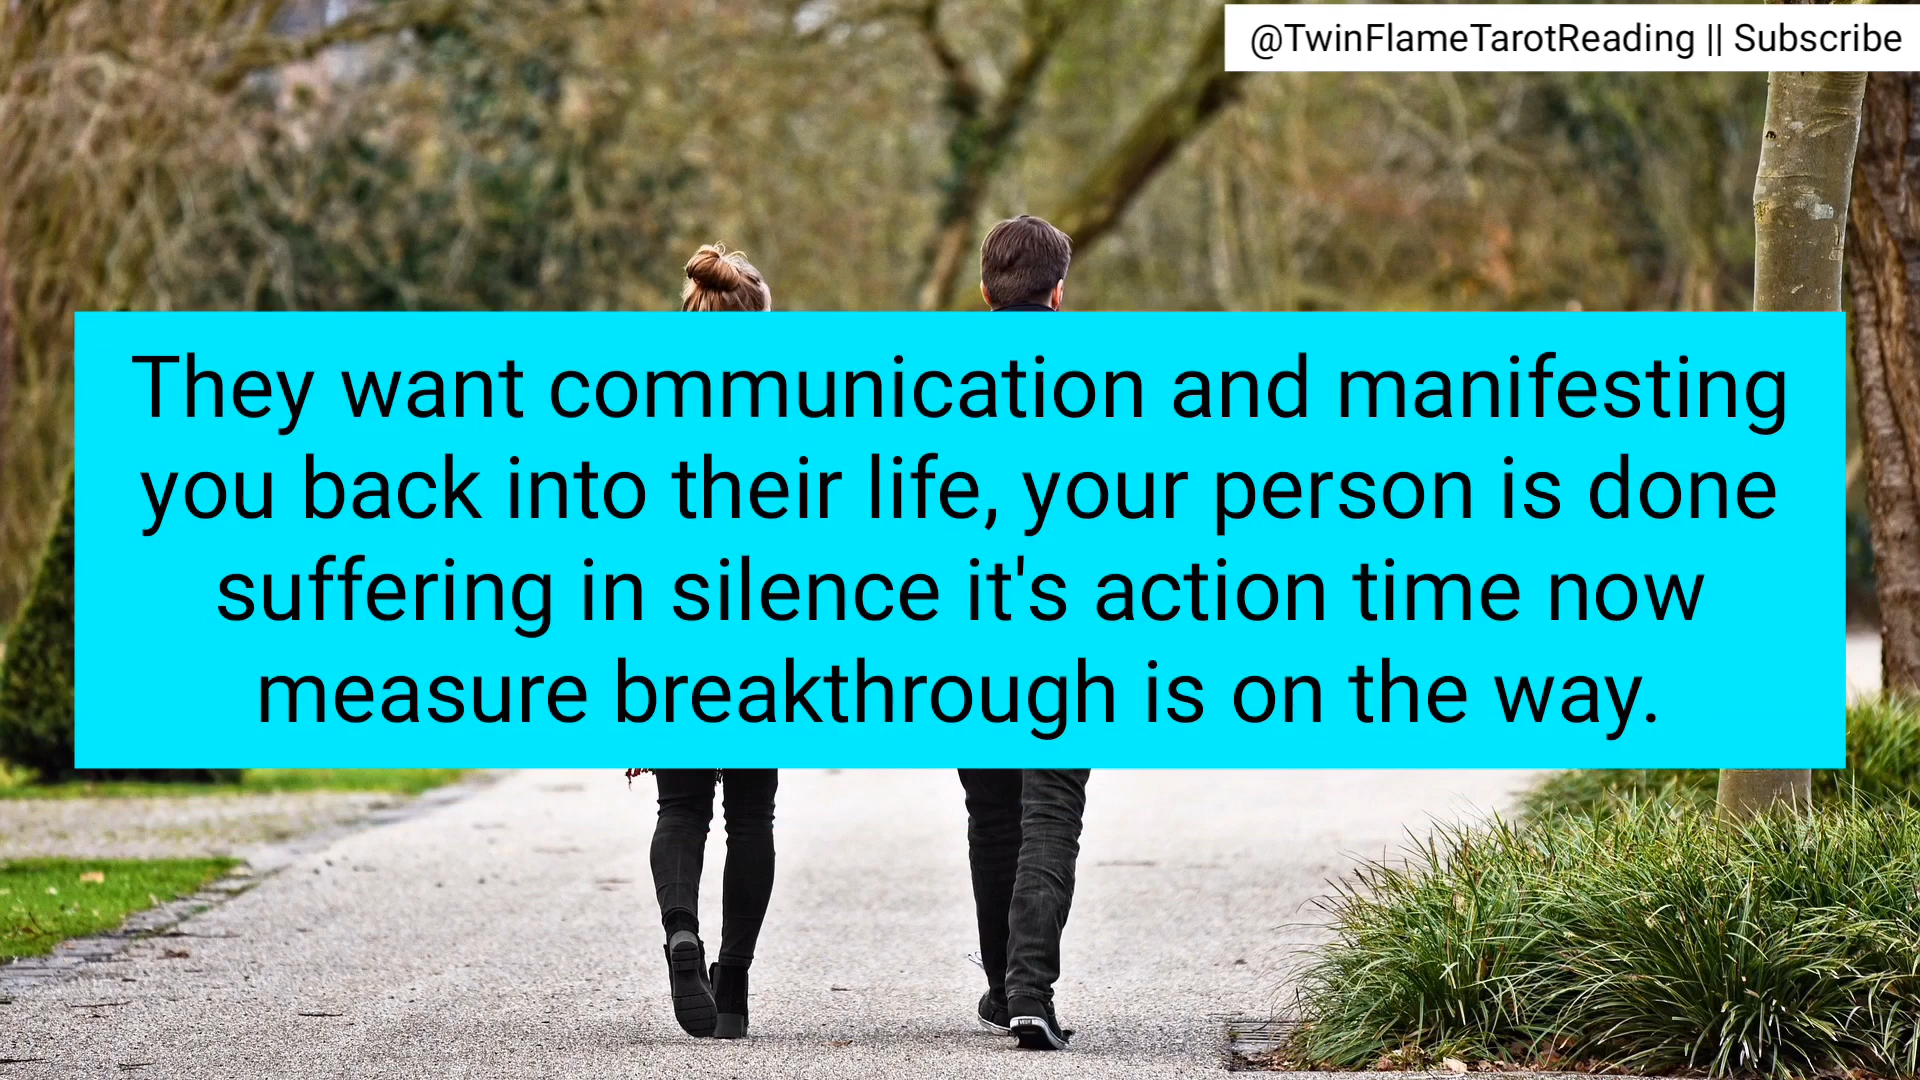 @TwinFlameTarotReading || Subscribe
They want communication and manifesting
you back into their life, your person is done
suffering in silence it's action time now
measure breakthrough is on the way.